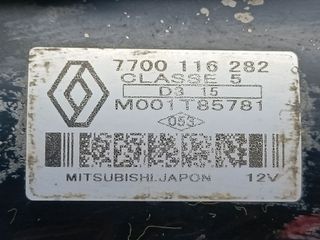 7700 116 282
CLASSE 5
D3 15
M001T85781
053
MITSUBISHI.JAPON 12V